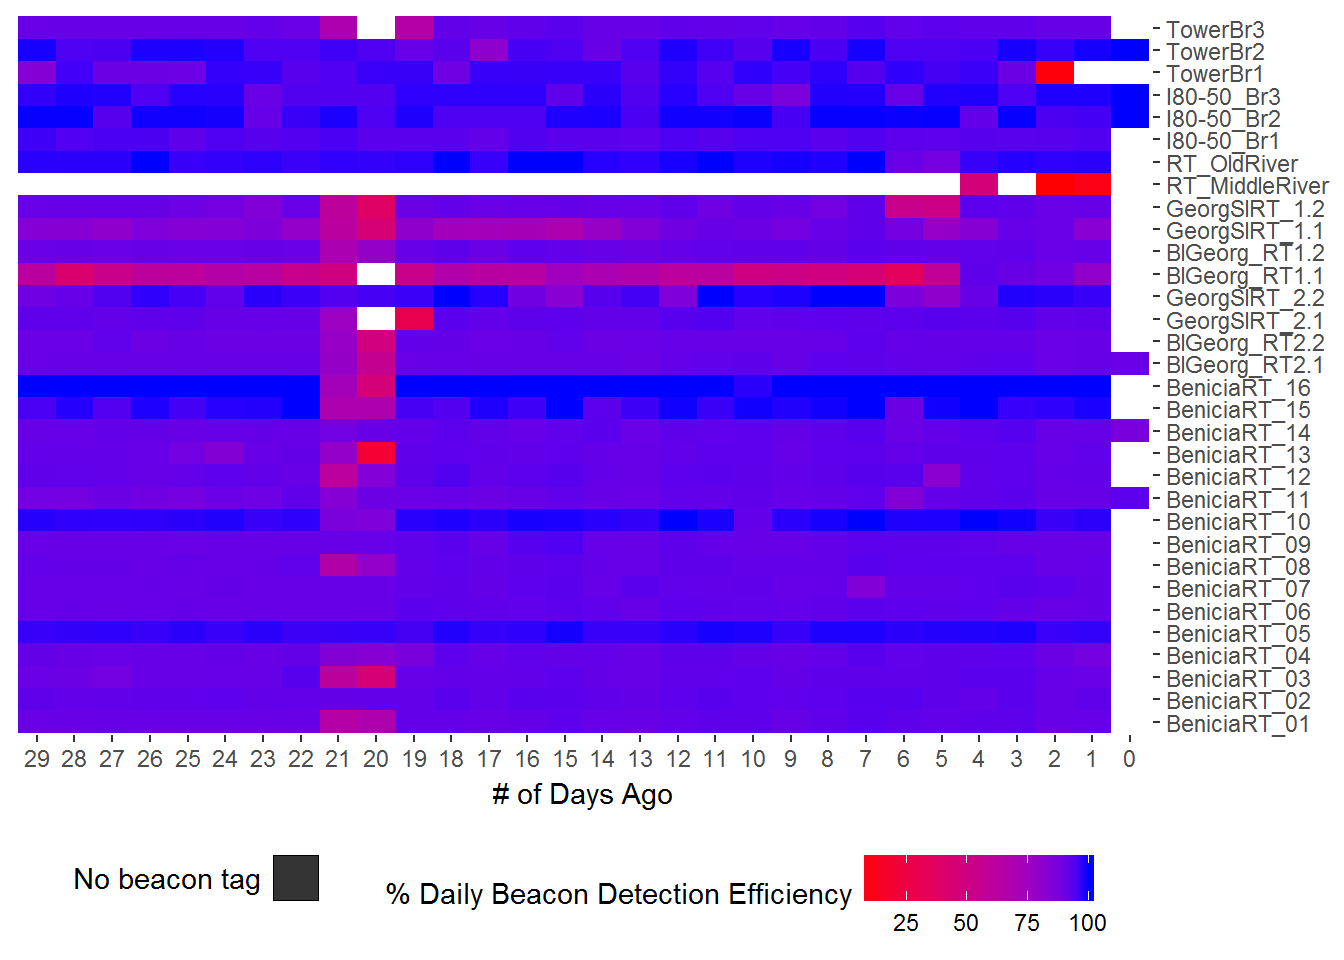 TowerBr3
TowerBr2
TowerBr1
I80-50_Br3
I80-50_Br2
I80-50_Br1
RT_OldRiver
RT_MiddleRiver
GeorgSlRT_1.2
GeorgSlRT_1.1
BlGeorg_RT1.2
BlGeorg_RT1.1
GeorgSlRT_2.2
GeorgSlRT_2.1
BlGeorg_RT2.2
BlGeorg_RT2.1
BeniciaRT_16
BeniciaRT_15
BeniciaRT_14
BeniciaRT_13
BeniciaRT_12
BeniciaRT_11
BeniciaRT_10
BeniciaRT_09
BeniciaRT_08
BeniciaRT_07
BeniciaRT_06
BeniciaRT_05
BeniciaRT_04
BeniciaRT_03
BeniciaRT_02
BeniciaRT_01
29 28 27 26 25 24 23 22 21 20 19 18 17 16 15 14 13 12 11 10 9 8 7 6 5 4 3 2 1 0
# of Days Ago
No beacon tag
% Daily Beacon Detection Efficiency
25 50 75 100